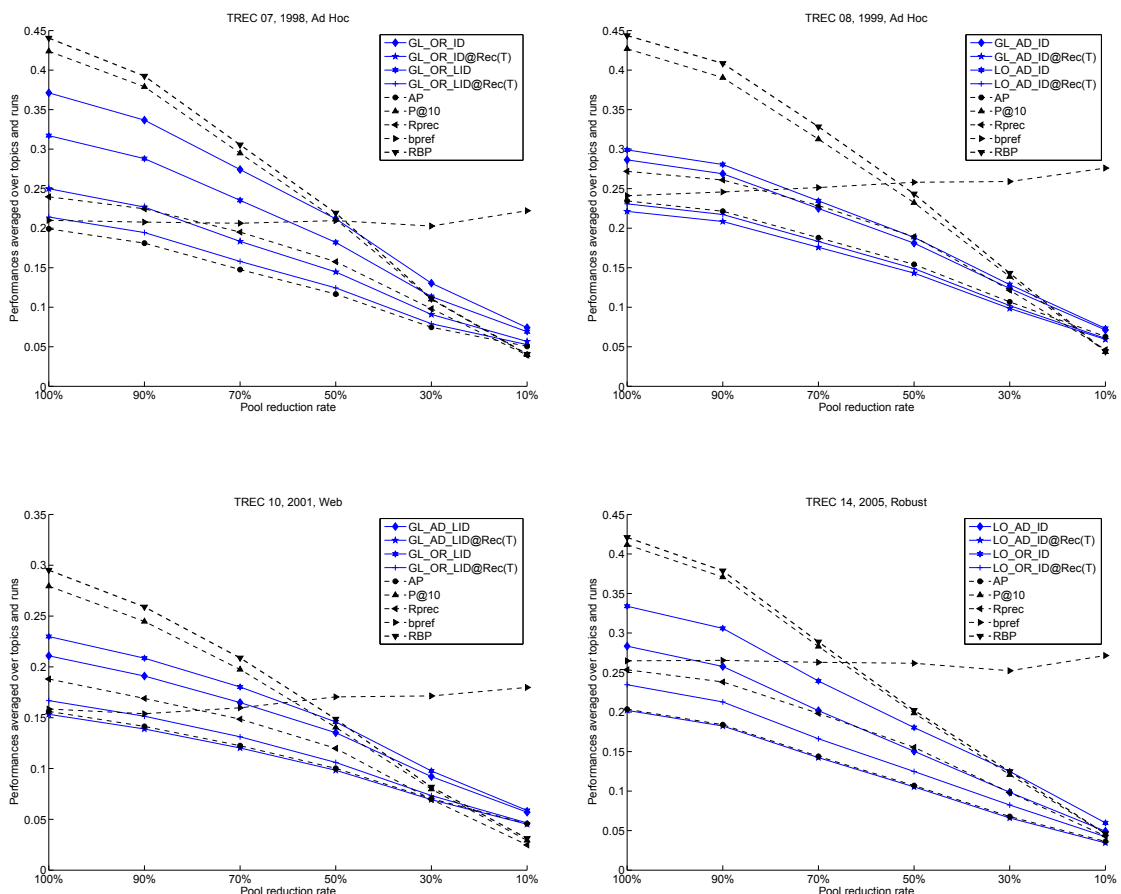 TREC 07, 1998, Ad Hoc
0.45
0.4
0.35
0.3
0.25
0.2
0.15
0.1
0.05
0
Performances averaged over topics and runs
100% 90% 70% 50% 30% 10%
Pool reduction rate
GL_OR_ID
GL_OR_ID@Rec(T)
GL_OR_LID
GL_OR_LID@Rec(T)
AP
P@10
Rprec
bpref
RBP
TREC 08, 1999, Ad Hoc
0.45
0.4
0.35
0.3
0.25
0.2
0.15
0.1
0.05
0
Performances averaged over topics and runs
100% 90% 70% 50% 30% 10%
Pool reduction rate
GL_AD_ID
GL_AD_ID@Rec(T)
LO_AD_ID
LO_AD_ID@Rec(T)
AP
P@10
Rprec
bpref
RBP
TREC 10, 2001, Web
0.35
0.3
0.25
0.2
0.15
0.1
0.05
0
Performances averaged over topics and runs
100% 90% 70% 50% 30% 10%
Pool reduction rate
GL_AD_LID
GL_AD_LID@Rec(T)
GL_OR_LID
GL_OR_LID@Rec(T)
AP
P@10
Rprec
bpref
RBP
TREC 14, 2005, Robust
0.45
0.4
0.35
0.3
0.25
0.2
0.15
0.1
0.05
0
Performances averaged over topics and runs
100% 90% 70% 50% 30% 10%
Pool reduction rate
LO_AD_ID
LO_AD_ID@Rec(T)
LO_OR_ID
LO_OR_ID@Rec(T)
AP
P@10
Rprec
bpref
RBP